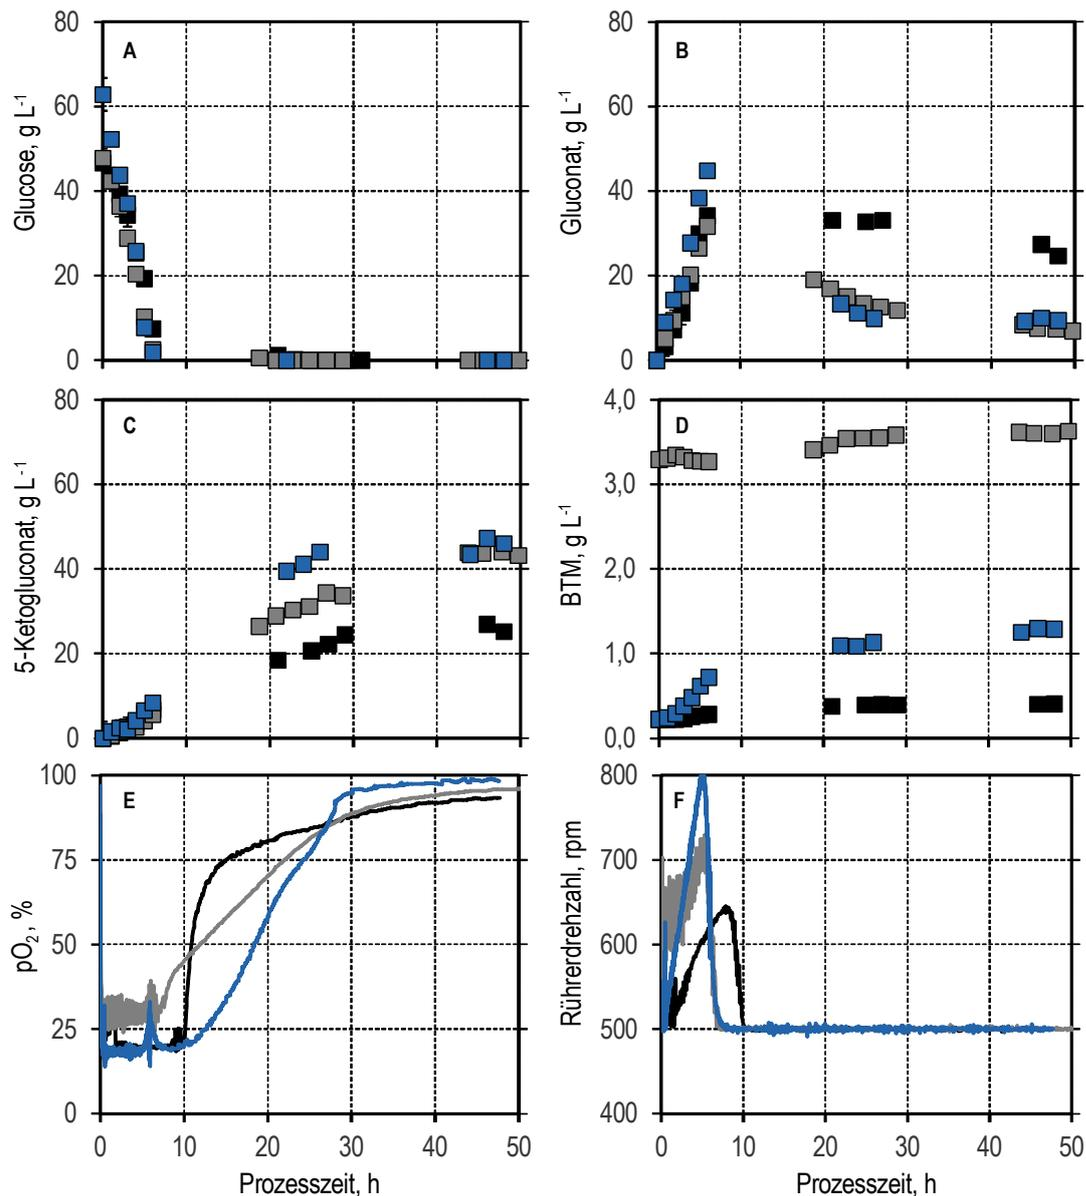 A
80
60
40
20
0
Glucose, g L⁻¹
B
80
60
40
20
0
Gluconat, g L⁻¹
C
80
60
40
20
0
5-Ketogluconat, g L⁻¹
D
4,0
3,0
2,0
1,0
0,0
BTM, g L⁻¹
E
100
75
50
25
0
pO₂, %
0 10 20 30 40 50
Prozesszeit, h
F
800
700
600
500
400
Rührerdrehzahl, rpm
0 10 20 30 40 50
Prozesszeit, h